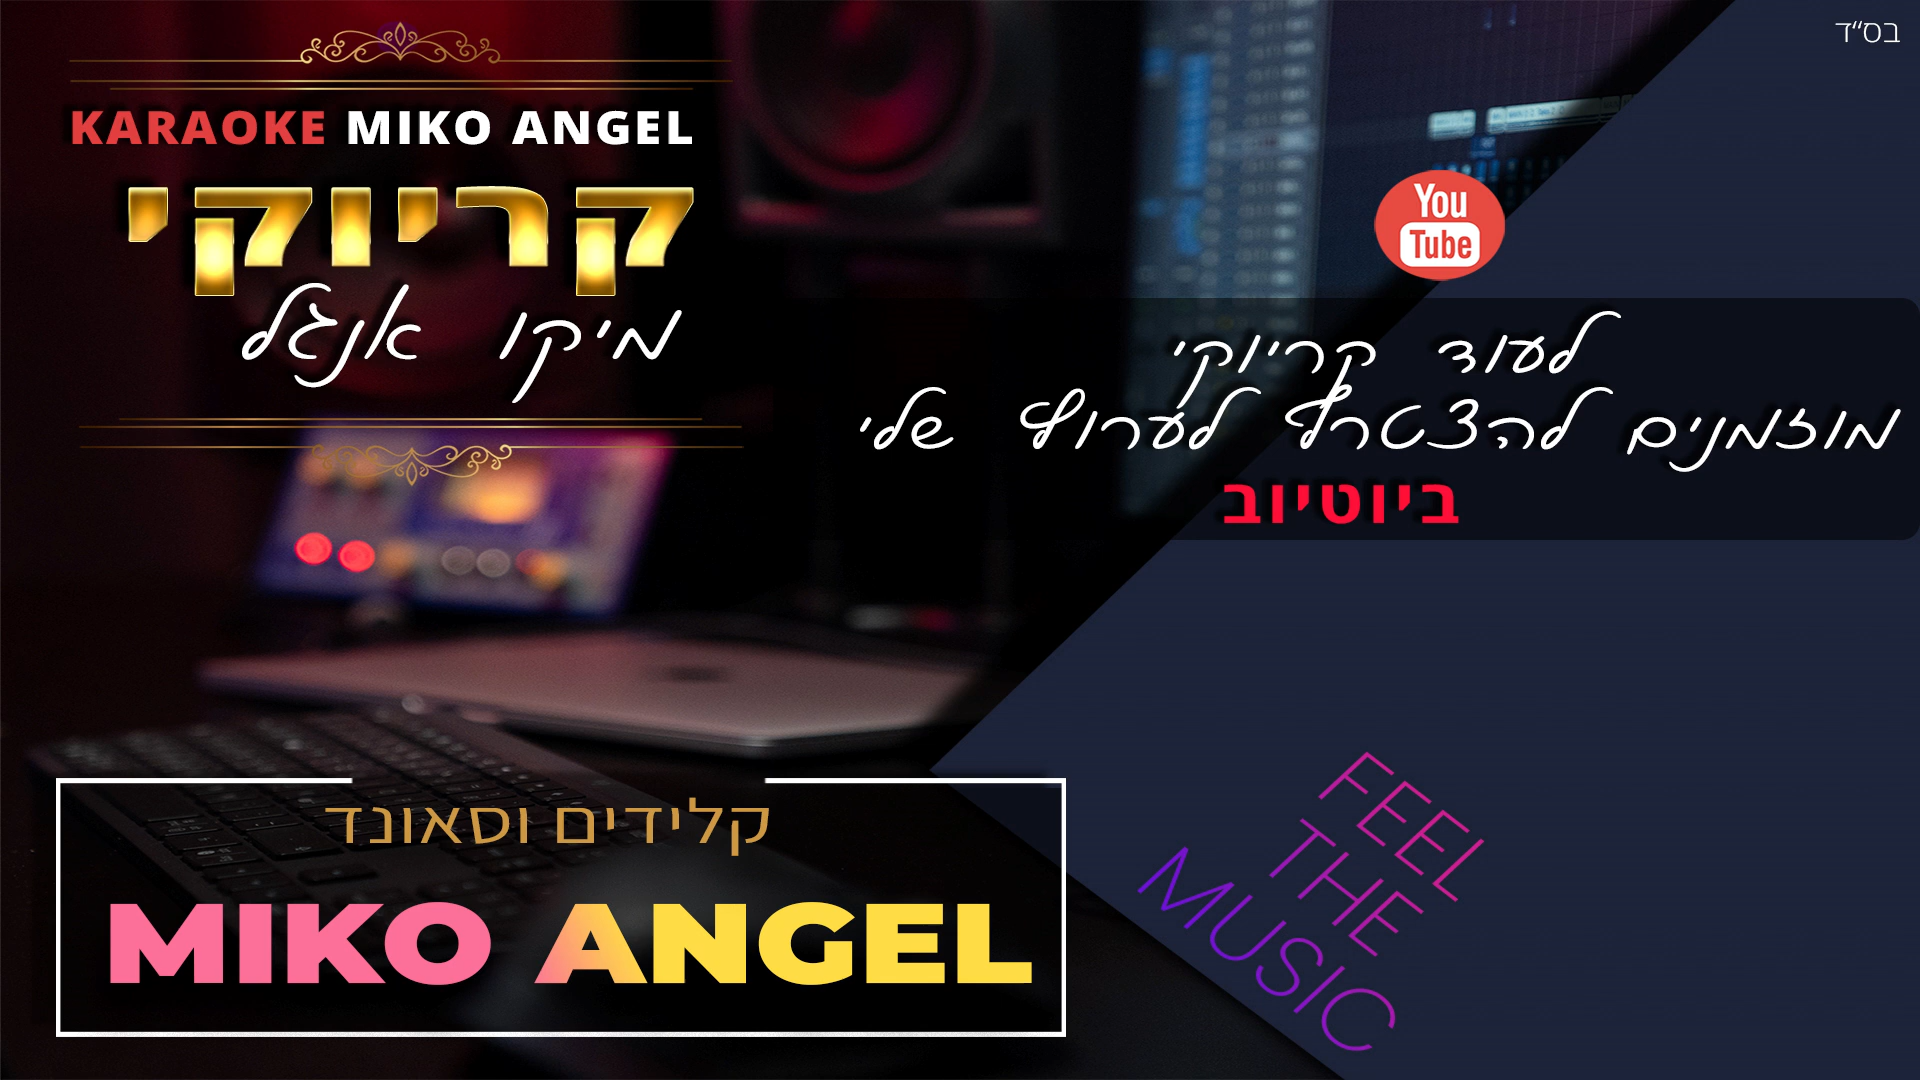 בס״ד
KARAOKE MIKO ANGEL
קריוקי
מיקו אנגל
You
Tube
לעוד קריוקי
מוזמנים להצטרף לערוץ שלי
ביוטיוב
קלידים וסאונד
MIKO ANGEL
FEEL
THE
MUSIC